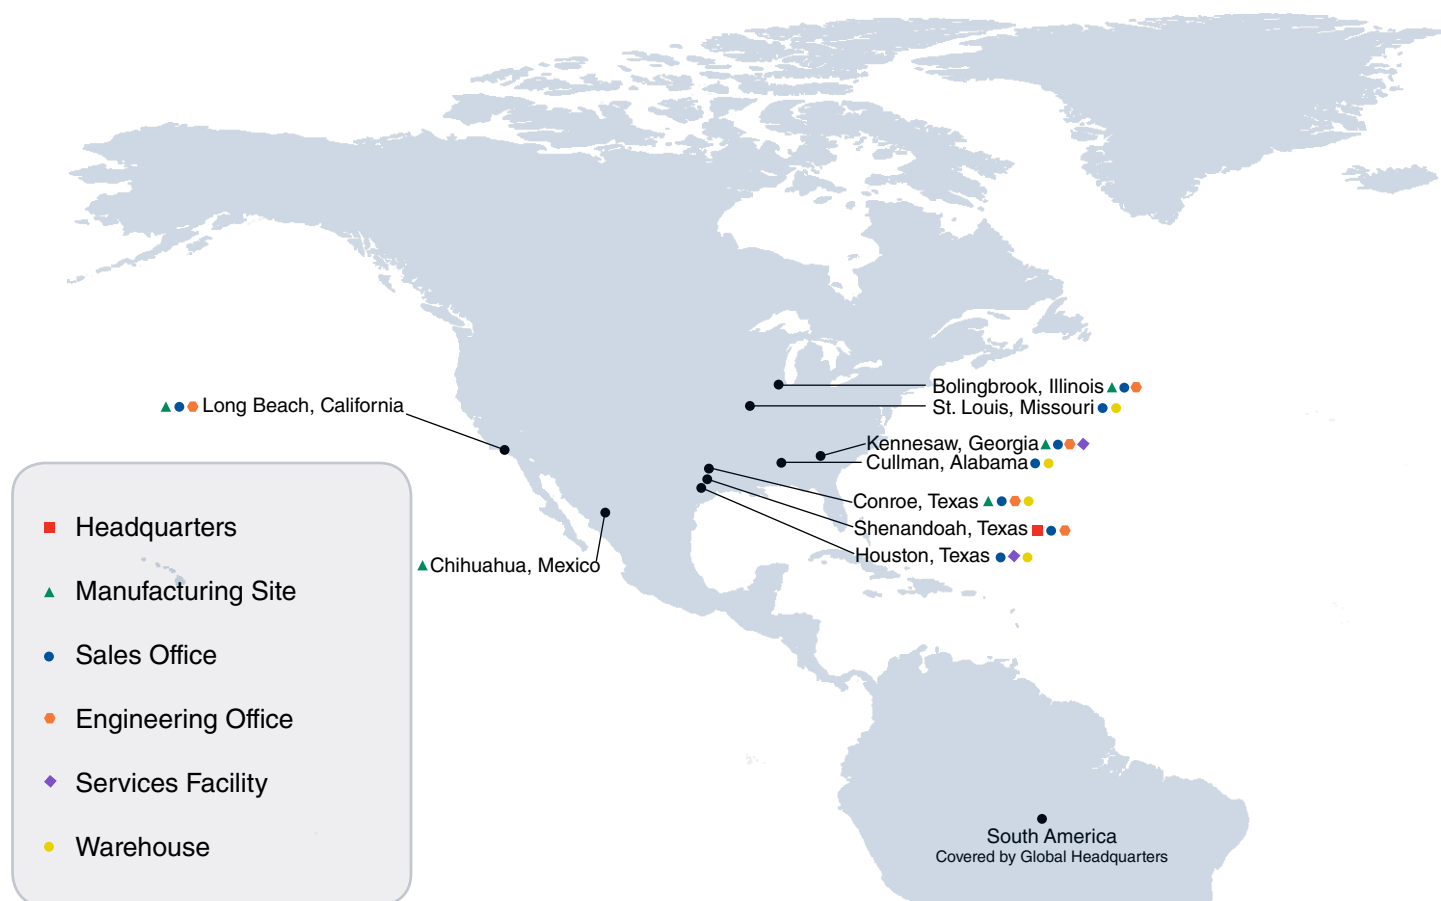 Bolingbrook, Illinois
St. Louis, Missouri
Long Beach, California
Kennesaw, Georgia
Cullman, Alabama
Conroe, Texas
Shenandoah, Texas
Houston, Texas
Chihuahua, Mexico
Headquarters
Manufacturing Site
Sales Office
Engineering Office
Services Facility
Warehouse
South America
Covered by Global Headquarters